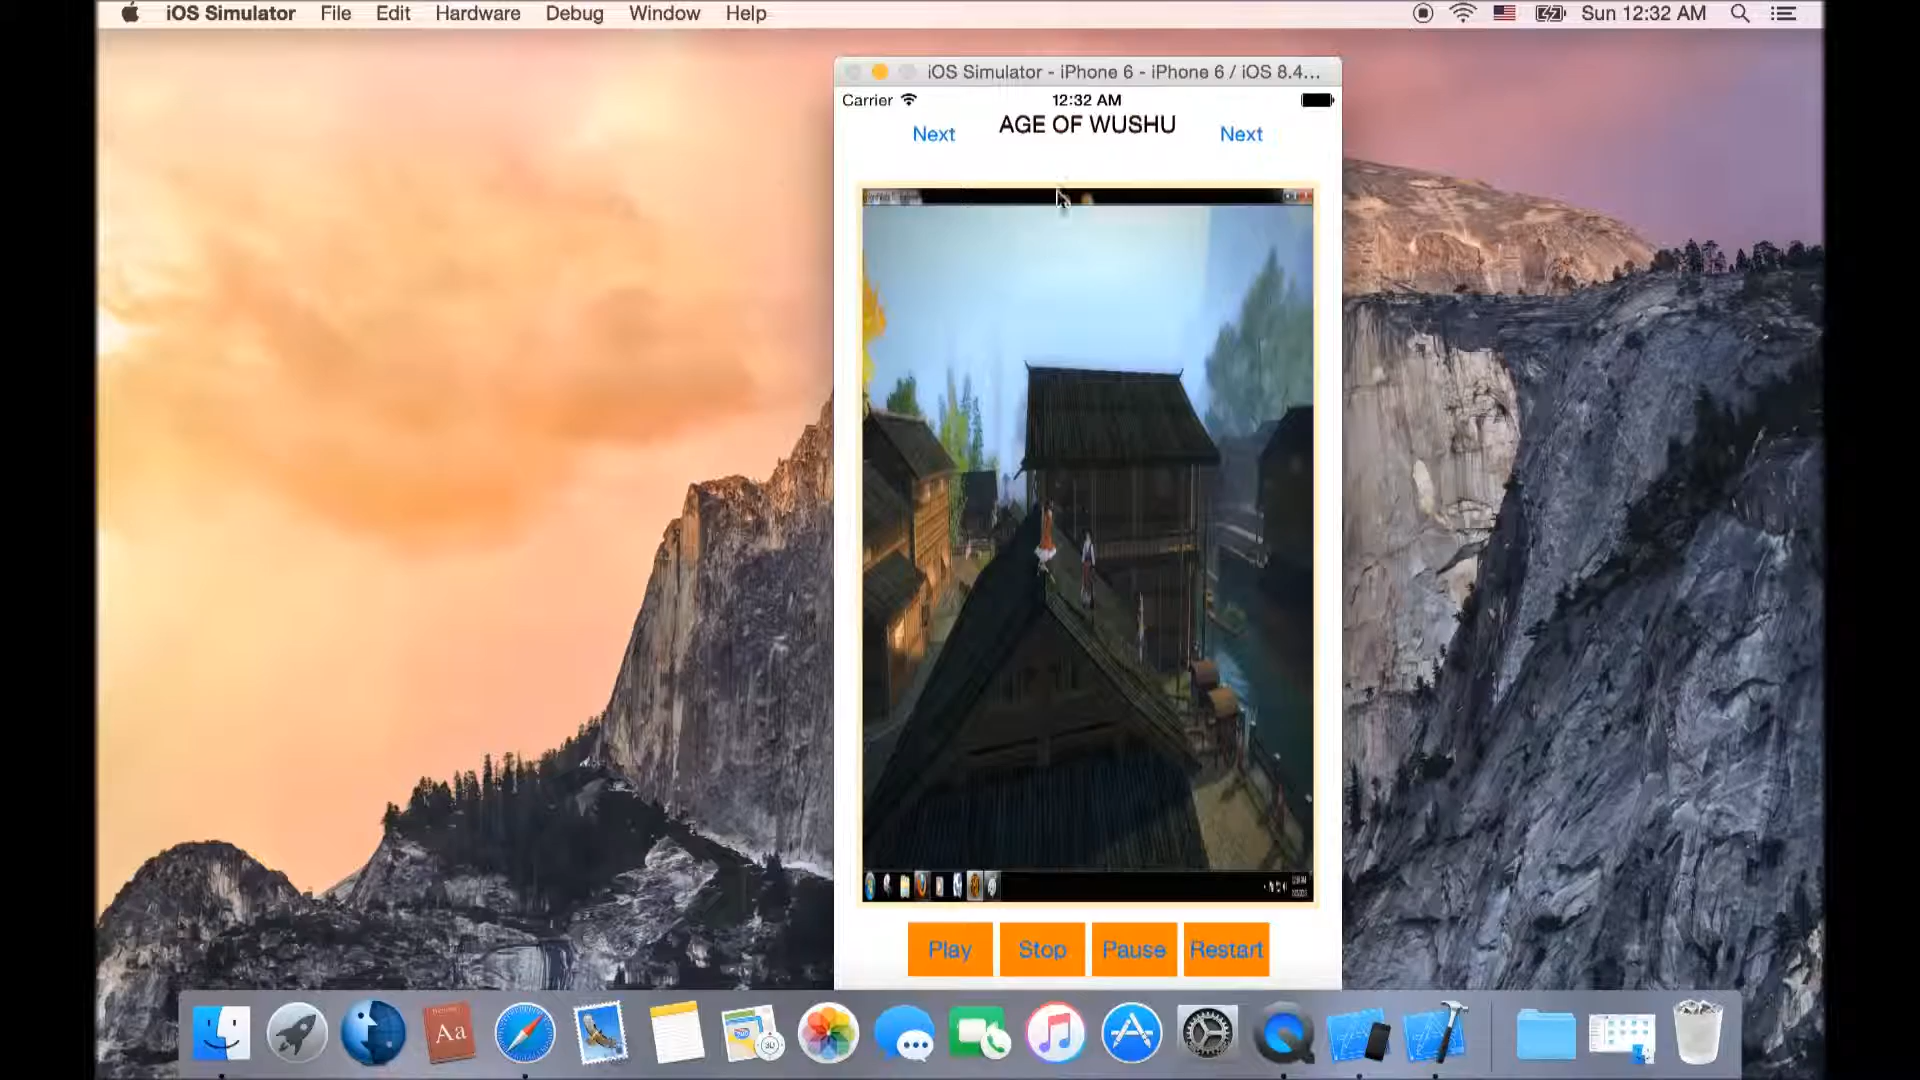 iOS Simulator File Edit Hardware Debug Window Help Sun 12:32 AM
iOS Simulator - iPhone 6 - iPhone 6 / iOS 8.4...
Carrier 12:32 AM
Next AGE OF WUSHU Next
Play Stop Pause Restart
Aa